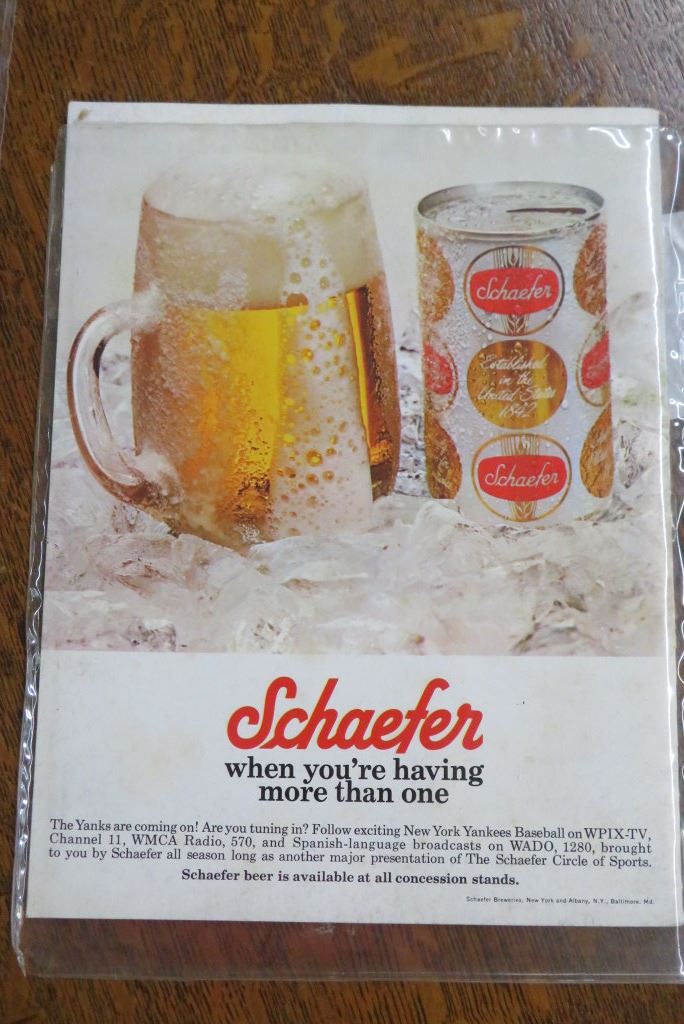 Schaefer
Established
in the
United States
1842
Schaefer
Schaefer
when you're having
more than one
The Yanks are coming on! Are you tuning in? Follow exciting New York Yankees Baseball on WPIX-TV,
Channel 11, WMCA Radio, 570, and Spanish-language broadcasts on WADO, 1280, brought
to you by Schaefer all season long as another major presentation of The Schaefer Circle of Sports.
Schaefer beer is available at all concession stands.
Schaefer Breweries, New York and Albany, N.Y., Baltimore, Md.